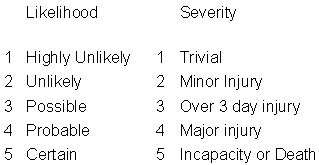 Likelihood Severity
1 Highly Unlikely 1 Trivial
2 Unlikely 2 Minor Injury
3 Possible 3 Over 3 day injury
4 Probable 4 Major injury
5 Certain 5 Incapacity or Death